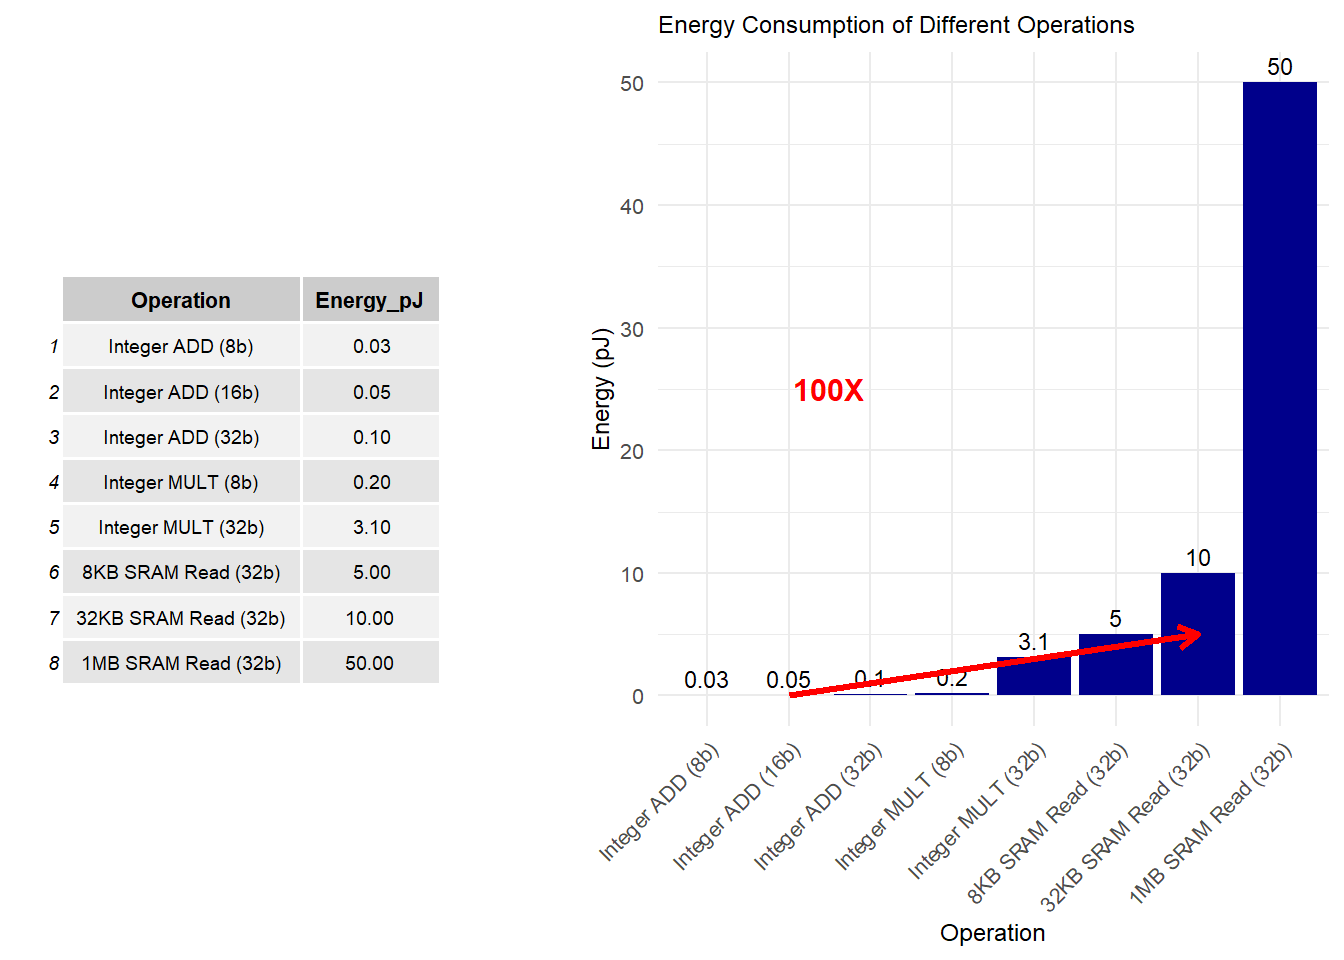 Operation Energy_pJ
1 Integer ADD (8b) 0.03
2 Integer ADD (16b) 0.05
3 Integer ADD (32b) 0.10
4 Integer MULT (8b) 0.20
5 Integer MULT (32b) 3.10
6 8KB SRAM Read (32b) 5.00
7 32KB SRAM Read (32b) 10.00
8 1MB SRAM Read (32b) 50.00
Energy Consumption of Different Operations
Energy (pJ)
50
40
30
20
10
0
100X
0.03
0.05
0.1
0.2
3.1
5
10
50
Integer ADD (8b)
Integer ADD (16b)
Integer ADD (32b)
Integer MULT (8b)
Integer MULT (32b)
8KB SRAM Read (32b)
32KB SRAM Read (32b)
1MB SRAM Read (32b)
Operation